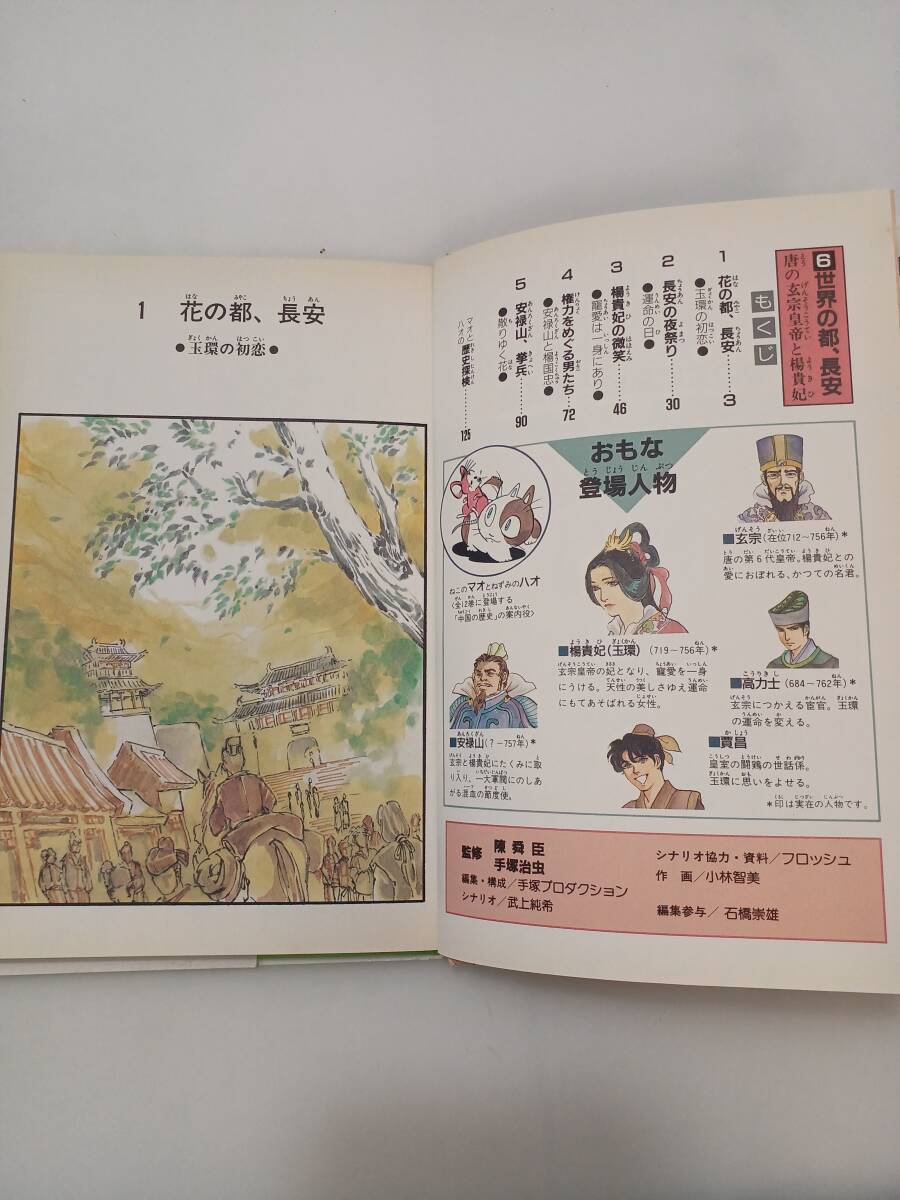 6 世界の都、長安
唐の玄宗皇帝と楊貴妃
もくじ
1 花の都、長安………3
●玉環の初恋●
2 長安の夜祭り………30
●運命の日●
3 楊貴妃の微笑………46
●寵愛は一身にあり●
4 権力をめぐる男たち……72
●安禄山と楊国忠●
5 安禄山、挙兵………90
●散りゆく花●
マオとハオの歴史探検………125
おもな
登場人物
ねこのマオとねずみのハオ
〈全12巻に登場する
「中国の歴史」の案内役〉
■玄宗(在位712〜756年)*
唐の第6代皇帝。楊貴妃との
愛におぼれる、かつての名君。
■楊貴妃(玉環) (719〜756年)*
玄宗皇帝の妃となり、寵愛を一身
にうける。天性の美しさゆえ運命
にもてあそばれる女性。
■高力士(684〜762年)*
玄宗につかえる宦官。玉環
の運命を変える。
■安禄山(?−757年)*
玄宗と楊貴妃にたくみに取
り入り、一大軍閥にのしあ
がる混血の節度使。
■賈昌
皇室の闘鶏の世話係。
玉環に思いをよせる。
*印は実在の人物です。
監修 陳舜臣
手塚治虫
編集・構成/手塚プロダクション
シナリオ/武上純希
シナリオ協力・資料/フロッシュ
作 画/小林智美
編集参与/石橋崇雄
1 花の都、長安
●玉環の初恋●